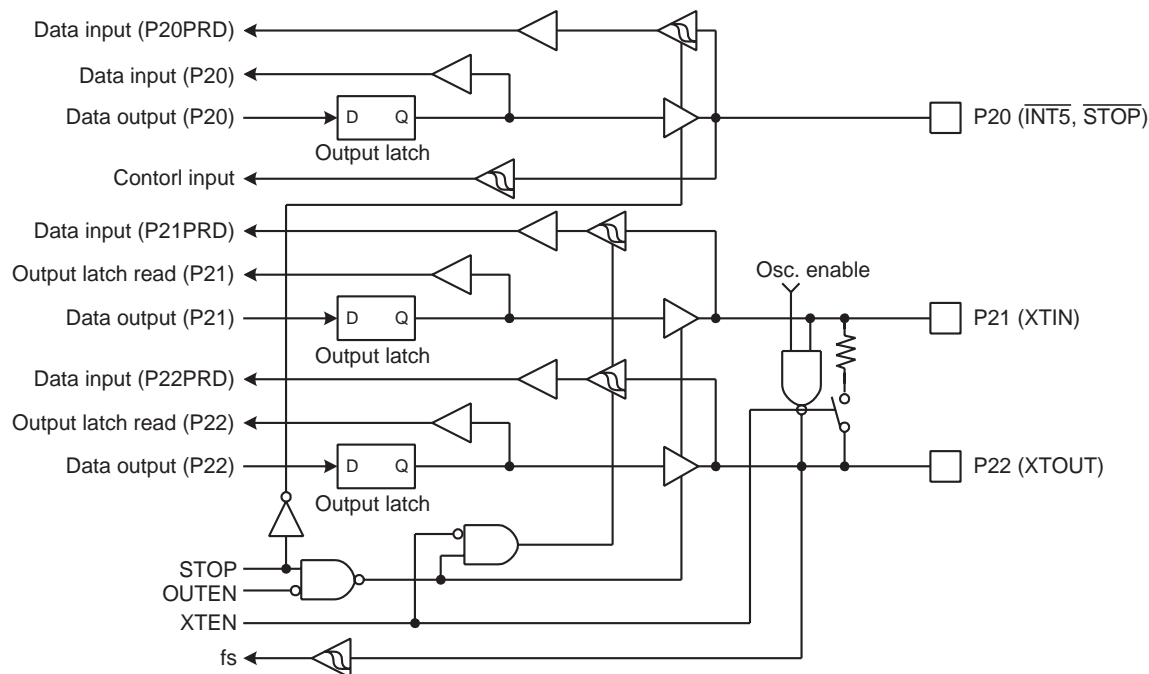 Data input (P20PRD)
Data input (P20)
Data output (P20)
D Q
Output latch
P20 (INT5, STOP)
Contorl input
Data input (P21PRD)
Output latch read (P21)
Osc. enable
Data output (P21)
D Q
Output latch
P21 (XTIN)
Data input (P22PRD)
Output latch read (P22)
Data output (P22)
D Q
Output latch
P22 (XTOUT)
STOP
OUTEN
XTEN
fs